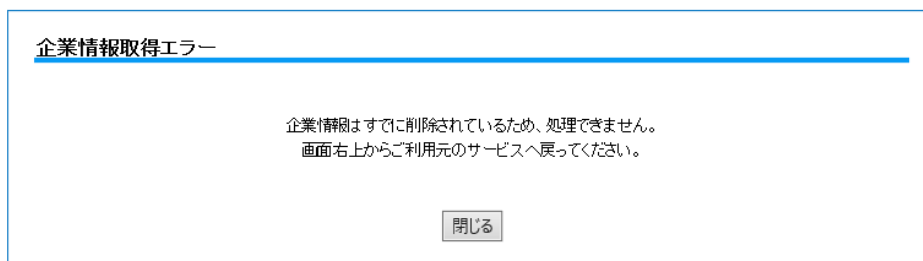 企業情報取得エラー
企業情報はすでに削除されているため、処理できません。
画面右上からご利用元のサービスへ戻ってください。
閉じる